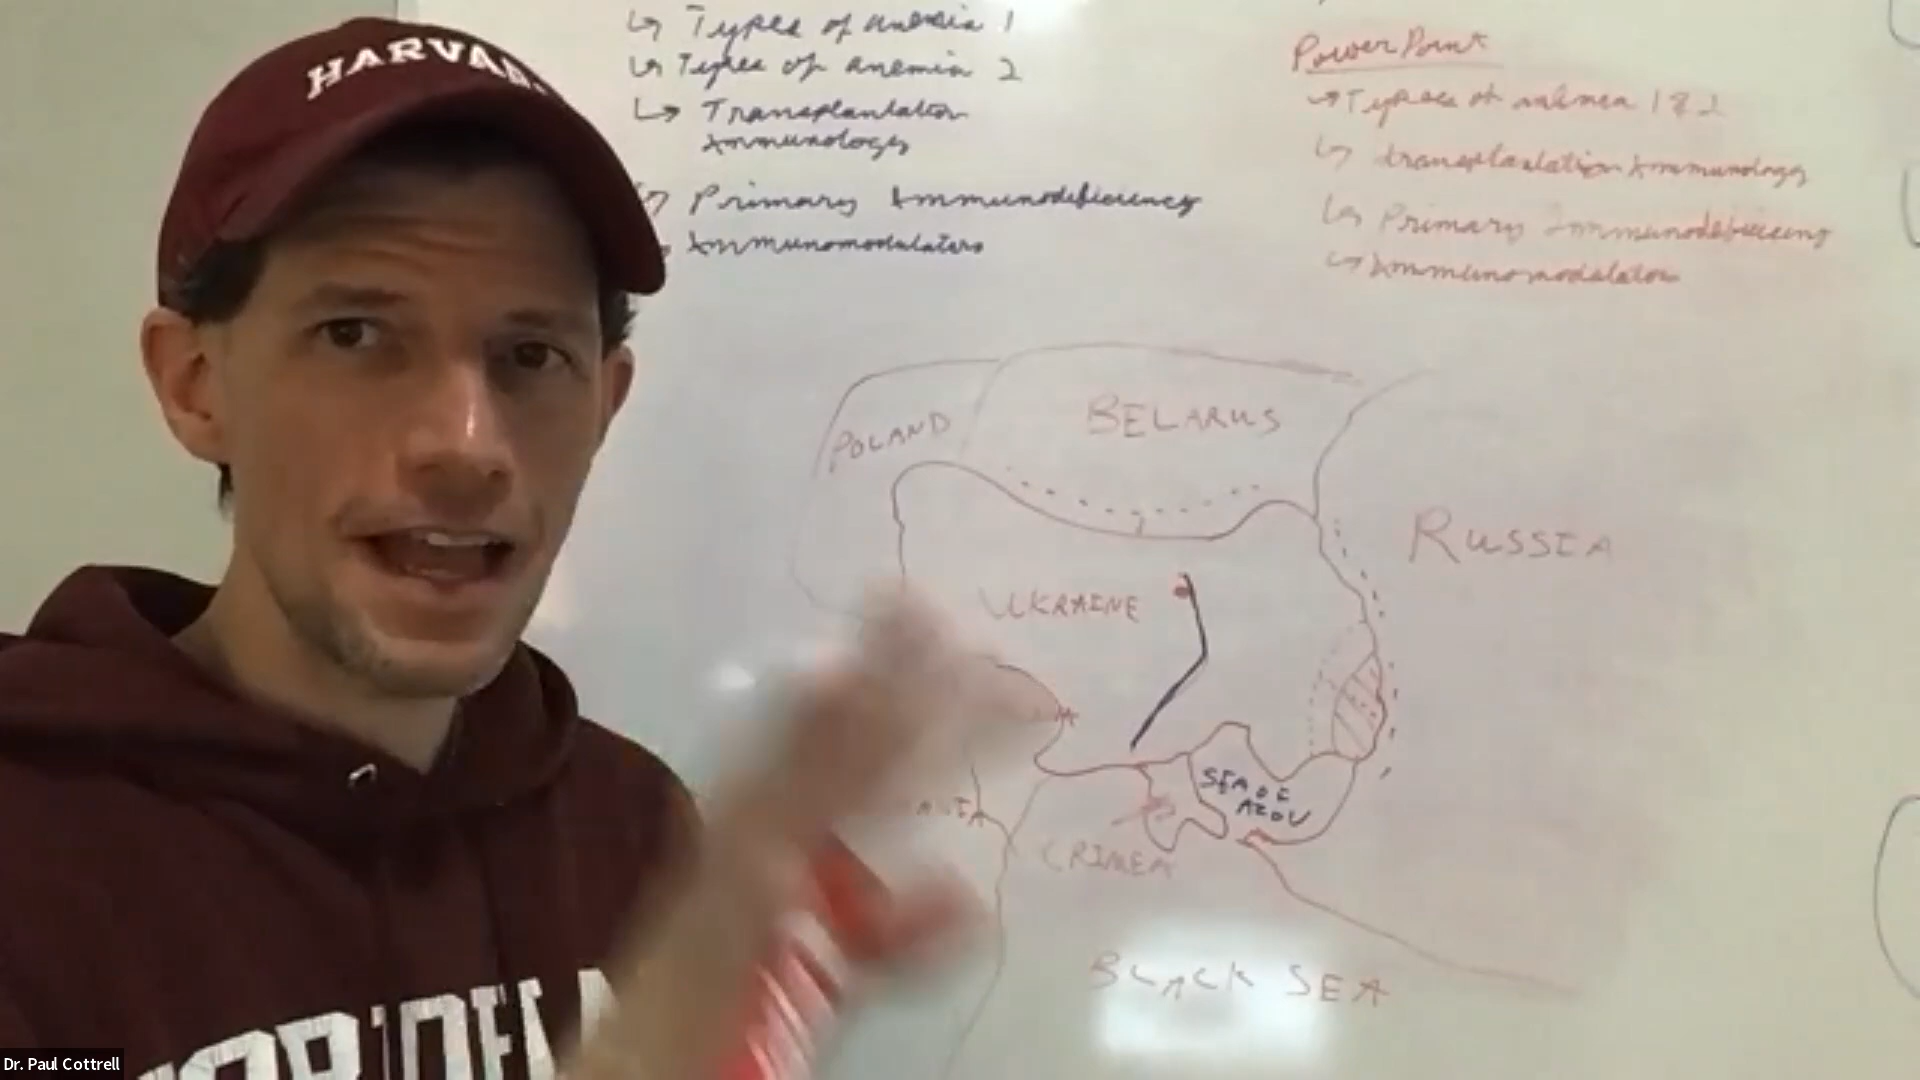 Types of anemia 1
Types of anemia 2
Transplantation
Immunology
Primary Immunodeficiency
Immunomodulators
PowerPoint
Types of anemia 1 & 2
Transplantation Immunology
Primary Immunodeficiency
Immunomodulators
HARVAR
POLAND
BELARUS
RUSSIA
UKRAINE
SEA OF
AZOV
CRIMEA
BLACK SEA
Dr. Paul Cottrell